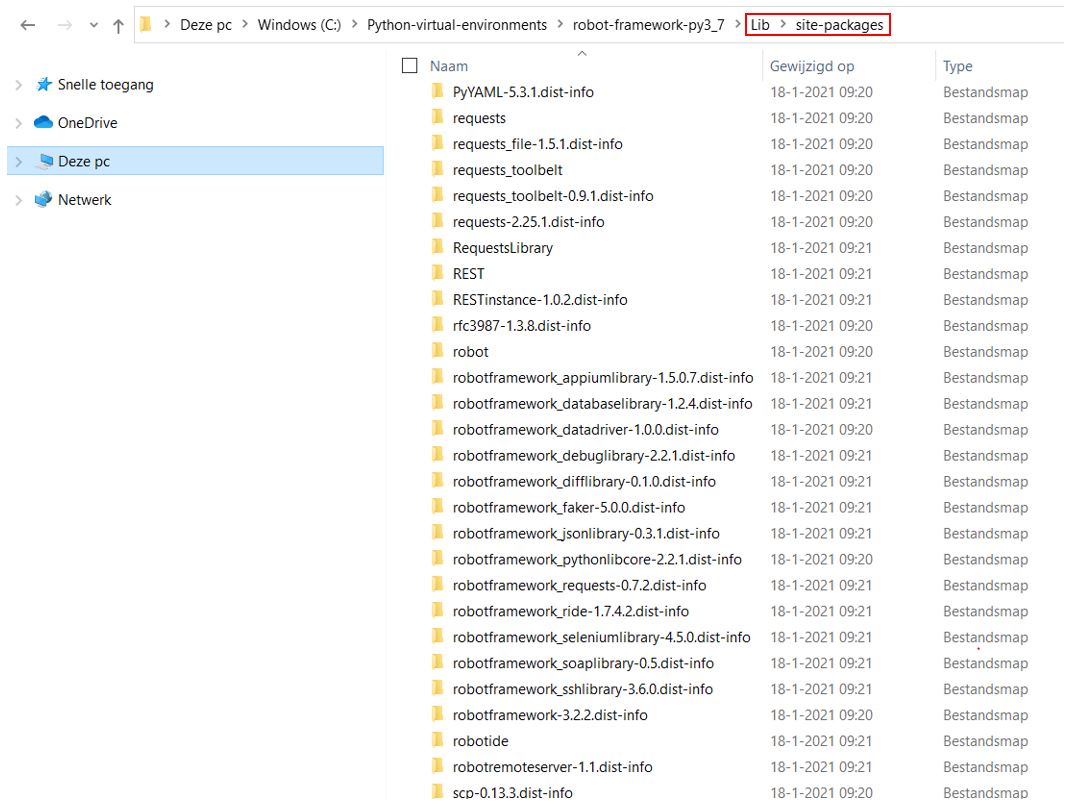 Deze pc Windows (C:) Python-virtual-environments robot-framework-py3_7 Lib site-packages
Snelle toegang
OneDrive
Deze pc
Netwerk
Naam Gewijzigd op Type
PyYAML-5.3.1.dist-info 18-1-2021 09:20 Bestandsmap
requests 18-1-2021 09:20 Bestandsmap
requests_file-1.5.1.dist-info 18-1-2021 09:20 Bestandsmap
requests_toolbelt 18-1-2021 09:20 Bestandsmap
requests_toolbelt-0.9.1.dist-info 18-1-2021 09:20 Bestandsmap
requests-2.25.1.dist-info 18-1-2021 09:20 Bestandsmap
RequestsLibrary 18-1-2021 09:21 Bestandsmap
REST 18-1-2021 09:21 Bestandsmap
RESTinstance-1.0.2.dist-info 18-1-2021 09:21 Bestandsmap
rfc3987-1.3.8.dist-info 18-1-2021 09:20 Bestandsmap
robot 18-1-2021 09:20 Bestandsmap
robotframework_appiumlibrary-1.5.0.7.dist-info 18-1-2021 09:21 Bestandsmap
robotframework_databaselibrary-1.2.4.dist-info 18-1-2021 09:21 Bestandsmap
robotframework_datadriver-1.0.0.dist-info 18-1-2021 09:20 Bestandsmap
robotframework_debuglibrary-2.2.1.dist-info 18-1-2021 09:21 Bestandsmap
robotframework_difflibrary-0.1.0.dist-info 18-1-2021 09:21 Bestandsmap
robotframework_faker-5.0.0.dist-info 18-1-2021 09:21 Bestandsmap
robotframework_jsonlibrary-0.3.1.dist-info 18-1-2021 09:21 Bestandsmap
robotframework_pythonlibcore-2.2.1.dist-info 18-1-2021 09:20 Bestandsmap
robotframework_requests-0.7.2.dist-info 18-1-2021 09:21 Bestandsmap
robotframework_ride-1.7.4.2.dist-info 18-1-2021 09:21 Bestandsmap
robotframework_seleniumlibrary-4.5.0.dist-info 18-1-2021 09:21 Bestandsmap
robotframework_soaplibrary-0.5.dist-info 18-1-2021 09:21 Bestandsmap
robotframework_sshlibrary-3.6.0.dist-info 18-1-2021 09:21 Bestandsmap
robotframework-3.2.2.dist-info 18-1-2021 09:20 Bestandsmap
robotide 18-1-2021 09:21 Bestandsmap
robotremoteserver-1.1.dist-info 18-1-2021 09:21 Bestandsmap
scp-0.13.3.dist-info 18-1-2021 09:20 Bestandsmap